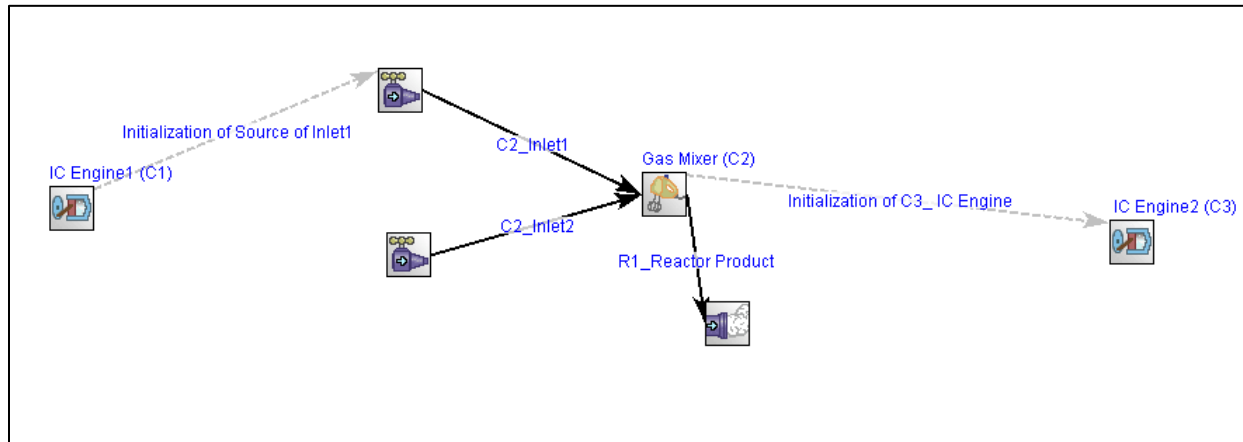 Initialization of Source of Inlet1
C2_Inlet1
IC Engine1 (C1)
Gas Mixer (C2)
Initialization of C3_ IC Engine
IC Engine2 (C3)
C2_Inlet2
R1_Reactor Product